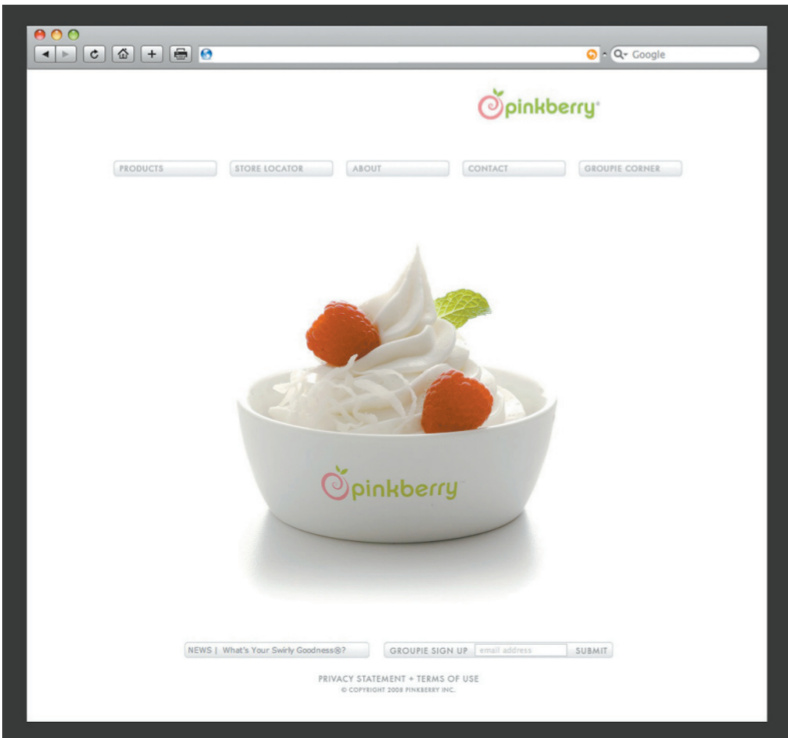 Google
pinkberry®
PRODUCTS
STORE LOCATOR
ABOUT
CONTACT
GROUPIE CORNER
pinkberry
NEWS | What's Your Swirly Goodness®?
GROUPIE SIGN UP email address SUBMIT
PRIVACY STATEMENT + TERMS OF USE
© COPYRIGHT 2008 PINKBERRY INC.